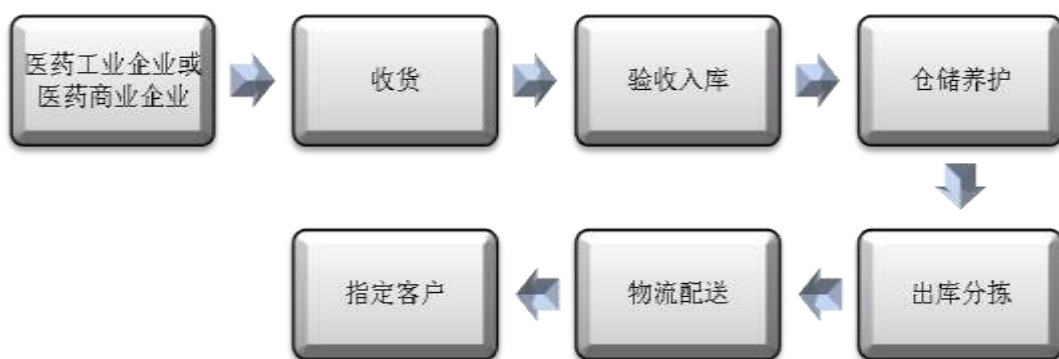 医药工业企业或
医药商业企业
收货
验收入库
仓储养护
出库分拣
物流配送
指定客户